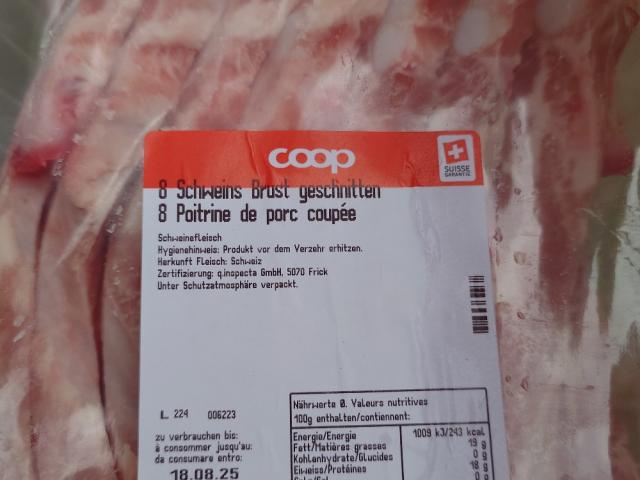 coop
SUISSE
GARANTIE
8 Schweins Brust geschnitten
8 Poitrine de porc coupée
Schweinefleisch
Hygienehinweis: Produkt vor dem Verzehr erhitzen.
Herkunft Fleisch: Schweiz
Zertifizierung: q.inspecta GmbH, 5070 Frick
Unter Schutzatmosphäre verpackt.
L 224 006223
zu verbrauchen bis:
à consommer jusqu'au:
da consumare entro:
18.08.25
Nährwerte Ø. Valeurs nutritives
100g enthalten/contiennent:
Energie/Energie 1009 kJ/243 kcal
Fett/Matières grasses 19 g
Kohlenhydrate/Glucides 0 g
Eiweiss/Protéines 18 g